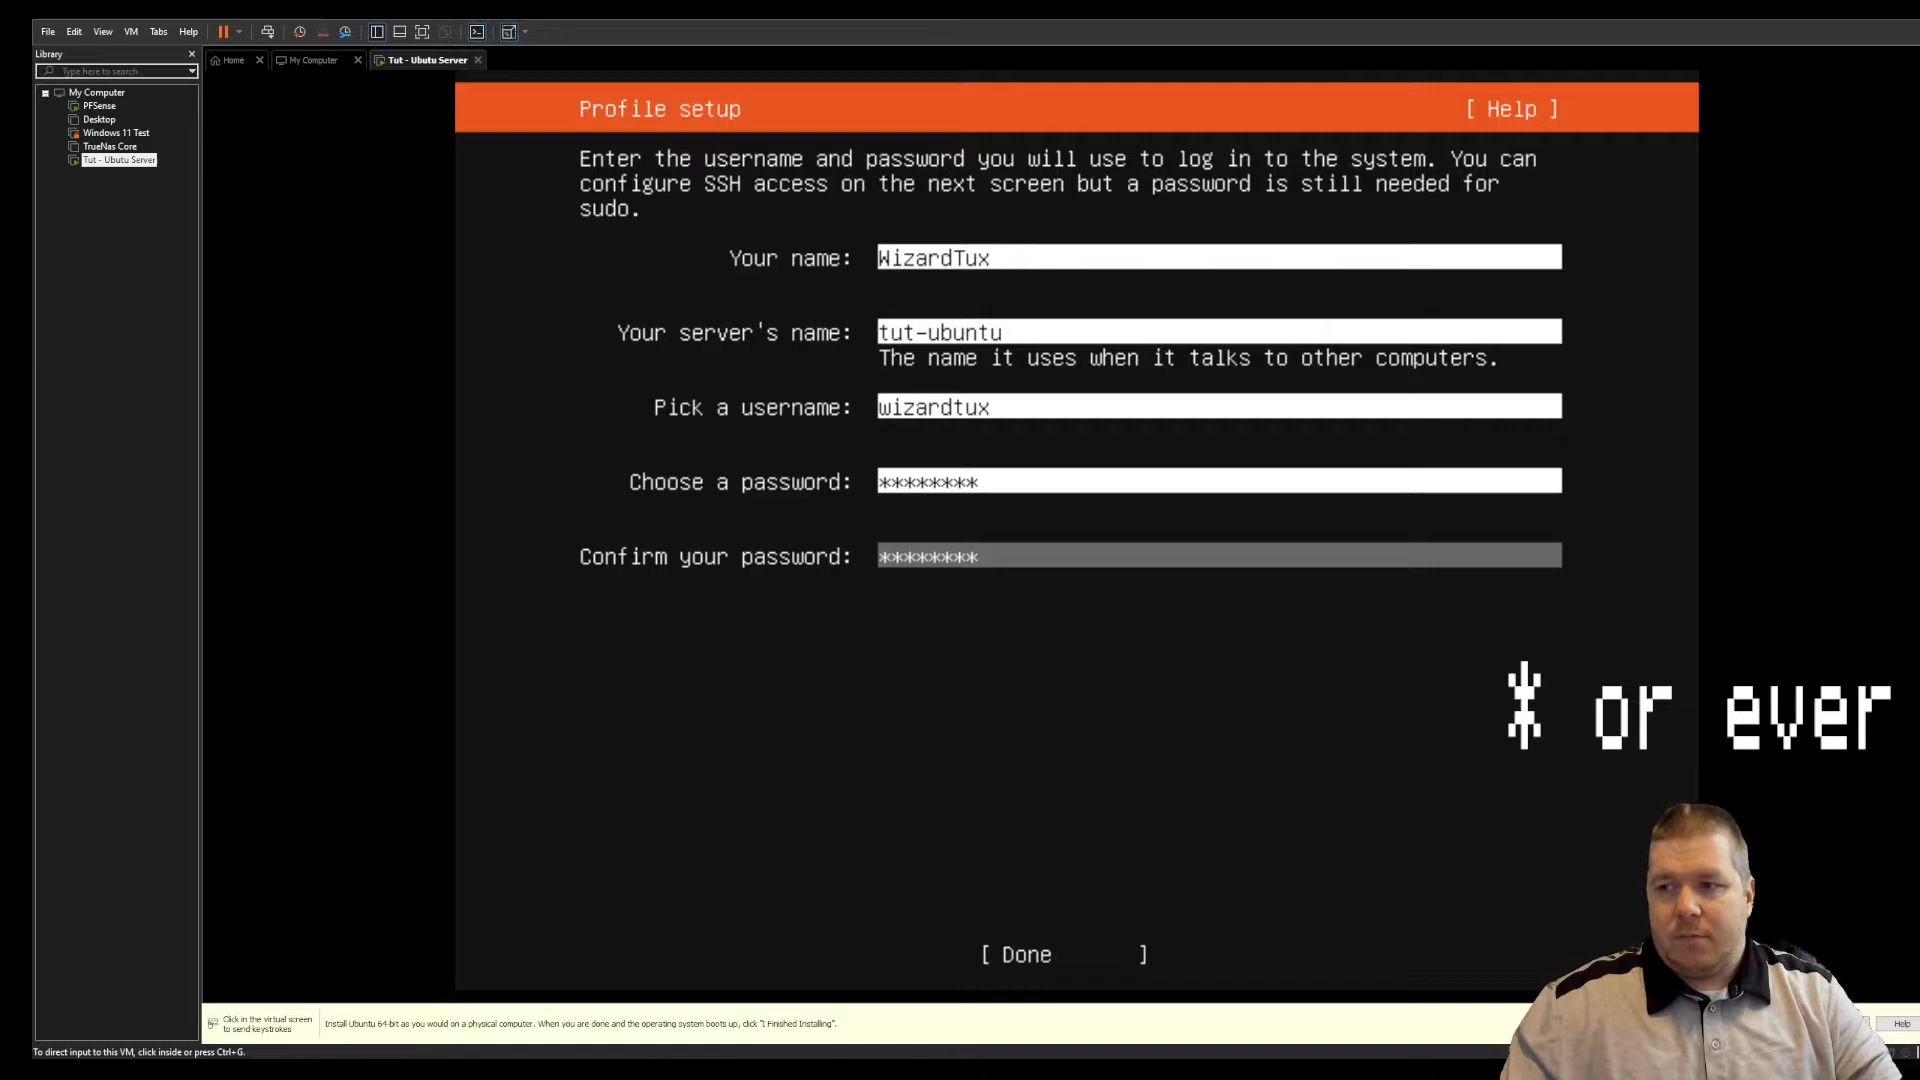 File Edit View VM Tabs Help
Library
Type here to search
Home
My Computer
Tut - Ubutu Server
My Computer
PFSense
Desktop
Windows 11 Test
TrueNas Core
Tut - Ubutu Server
Profile setup [ Help ]
Enter the username and password you will use to log in to the system. You can
configure SSH access on the next screen but a password is still needed for
sudo.
Your name: WizardTux
Your server's name: tut-ubuntu
The name it uses when it talks to other computers.
Pick a username: wizardtux
Choose a password: ********
Confirm your password: ********
* or ever
[ Done ]
Click in the virtual screen
to send keystrokes
Install Ubuntu 64-bit as you would on a physical computer. When you are done and the operating system boots up, click "I Finished Installing".
Help
To direct input to this VM, click inside or press Ctrl+G.